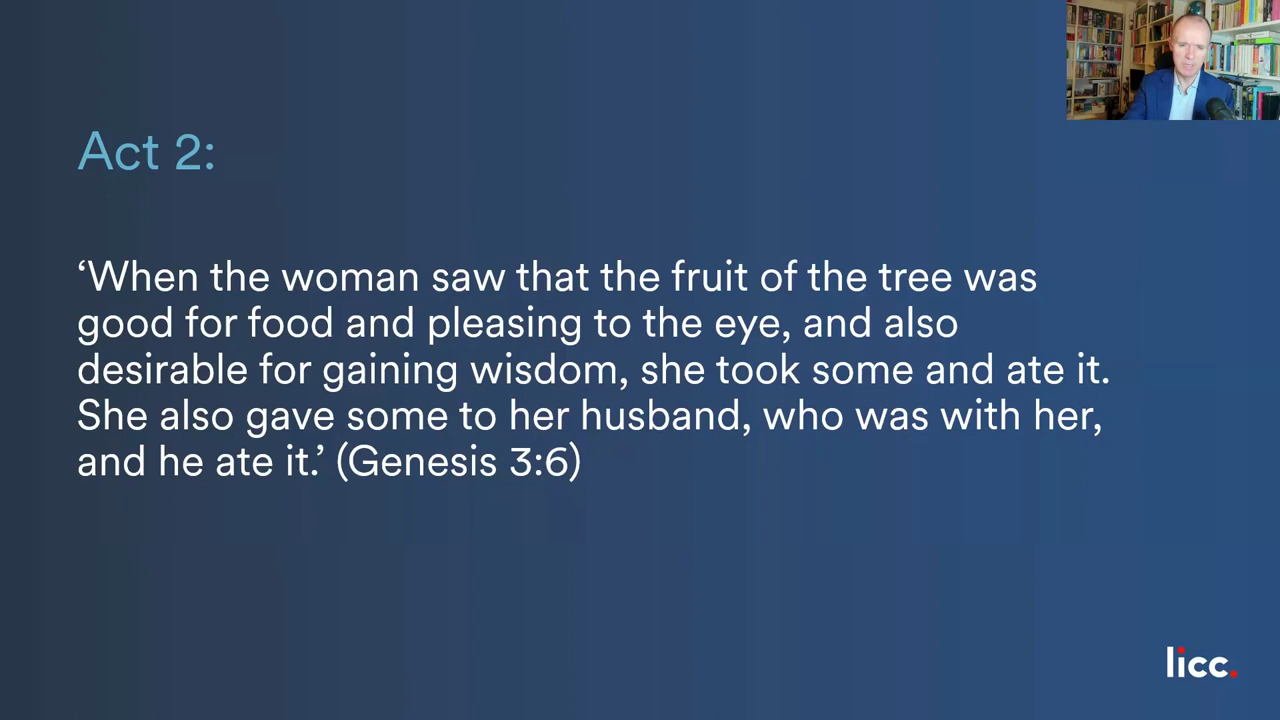 Act 2:
‘When the woman saw that the fruit of the tree was
good for food and pleasing to the eye, and also
desirable for gaining wisdom, she took some and ate it.
She also gave some to her husband, who was with her,
and he ate it.’ (Genesis 3:6)
licc.